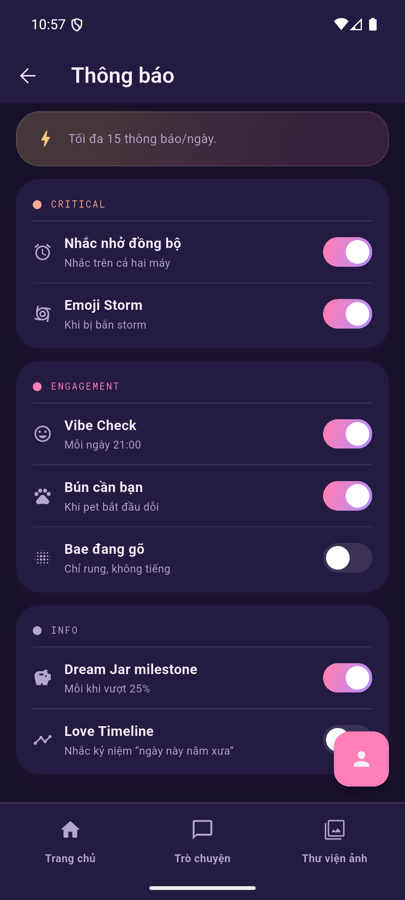 10:57
Thông báo
Tối đa 15 thông báo/ngày.
CRITICAL
Nhắc nhở đồng bộ
Nhắc trên cả hai máy
Emoji Storm
Khi bị bắn storm
ENGAGEMENT
Vibe Check
Mỗi ngày 21:00
Bún cần bạn
Khi pet bắt đầu dỗi
Bae đang gõ
Chỉ rung, không tiếng
INFO
Dream Jar milestone
Mỗi khi vượt 25%
Love Timeline
Nhắc kỷ niệm "ngày này năm xưa"
Trang chủ
Trò chuyện
Thư viện ảnh